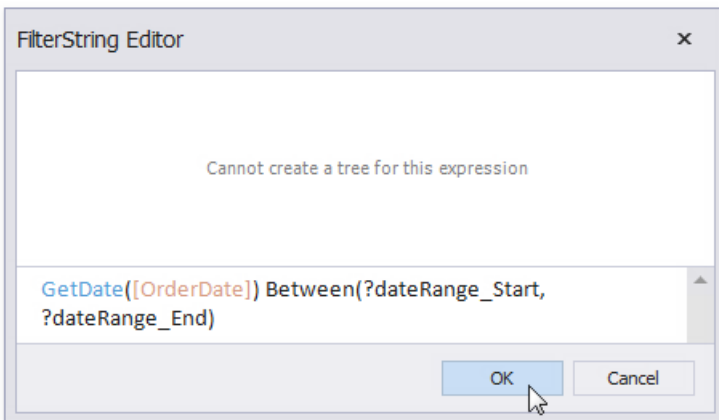 FilterString Editor
Cannot create a tree for this expression
GetDate([OrderDate]) Between(?dateRange_Start,
?dateRange_End)
OK
Cancel